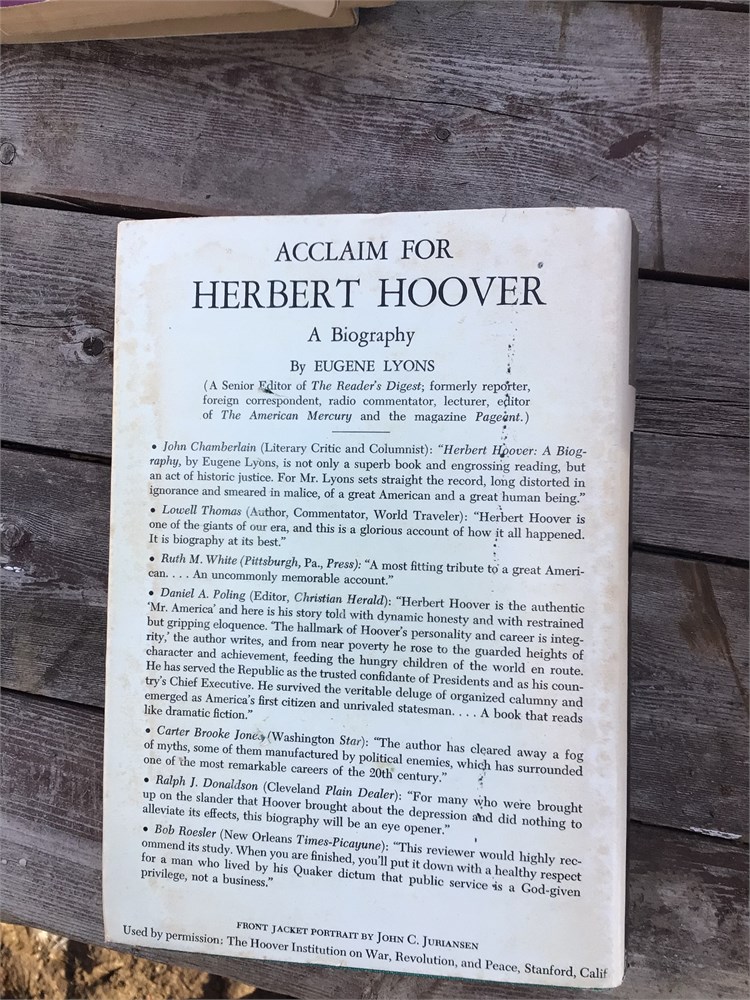 ACCLAIM FOR
HERBERT HOOVER
A Biography
By EUGENE LYONS
(A Senior Editor of The Reader's Digest; formerly reporter,
foreign correspondent, radio commentator, lecturer, editor
of The American Mercury and the magazine Pageant.)
• John Chamberlain (Literary Critic and Columnist): "Herbert Hoover: A Biog-
raphy, by Eugene Lyons, is not only a superb book and engrossing reading, but
an act of historic justice. For Mr. Lyons sets straight the record, long distorted in
ignorance and smeared in malice, of a great American and a great human being."
• Lowell Thomas (Author, Commentator, World Traveler): "Herbert Hoover is
one of the giants of our era, and this is a glorious account of how it all happened.
It is biography at its best."
• Ruth M. White (Pittsburgh, Pa., Press): "A most fitting tribute to a great Ameri-
can. . . . An uncommonly memorable account."
• Daniel A. Poling (Editor, Christian Herald): "Herbert Hoover is the authentic
'Mr. America' and here is his story told with dynamic honesty and with restrained
but gripping eloquence. 'The hallmark of Hoover's personality and career is integ-
rity,' the author writes, and from near poverty he rose to the guarded heights of
character and achievement, feeding the hungry children of the world en route.
He has served the Republic as the trusted confidante of Presidents and as his coun-
try's Chief Executive. He survived the veritable deluge of organized calumny and
emerged as America's first citizen and unrivaled statesman. . . . A book that reads
like dramatic fiction."
• Carter Brooke Jones (Washington Star): "The author has cleared away a fog
of myths, some of them manufactured by political enemies, which has surrounded
one of the most remarkable careers of the 20th century."
• Ralph J. Donaldson (Cleveland Plain Dealer): "For many who were brought
up on the slander that Hoover brought about the depression and did nothing to
alleviate its effects, this biography will be an eye opener."
• Bob Roesler (New Orleans Times-Picayune): "This reviewer would highly rec-
ommend its study. When you are finished, you'll put it down with a healthy respect
for a man who lived by his Quaker dictum that public service is a God-given
privilege, not a business."
FRONT JACKET PORTRAIT BY JOHN C. JURIANSEN
Used by permission: The Hoover Institution on War, Revolution, and Peace, Stanford, Calif